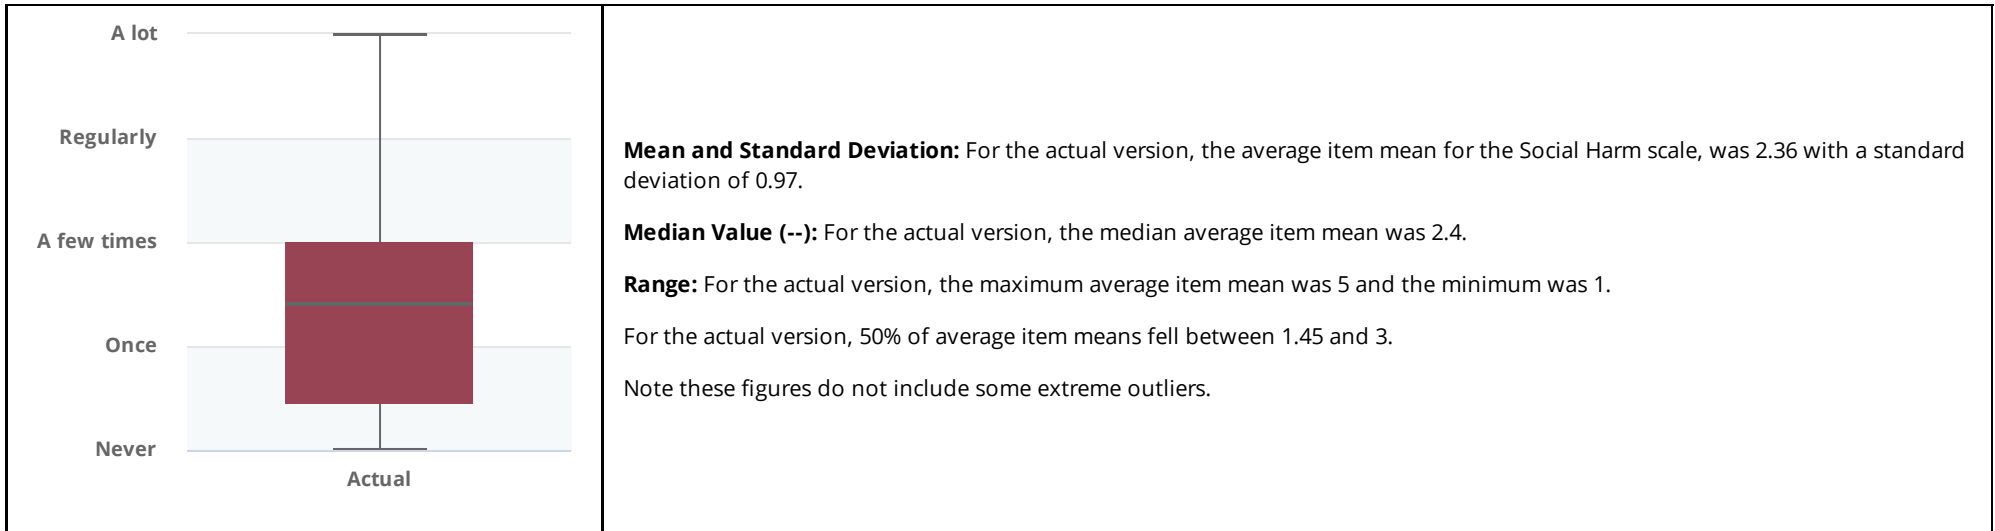 A lot
Regularly
A few times
Once
Never
Actual
Mean and Standard Deviation: For the actual version, the average item mean for the Social Harm scale, was 2.36 with a standard
deviation of 0.97.
Median Value (--): For the actual version, the median average item mean was 2.4.
Range: For the actual version, the maximum average item mean was 5 and the minimum was 1.
For the actual version, 50% of average item means fell between 1.45 and 3.
Note these figures do not include some extreme outliers.